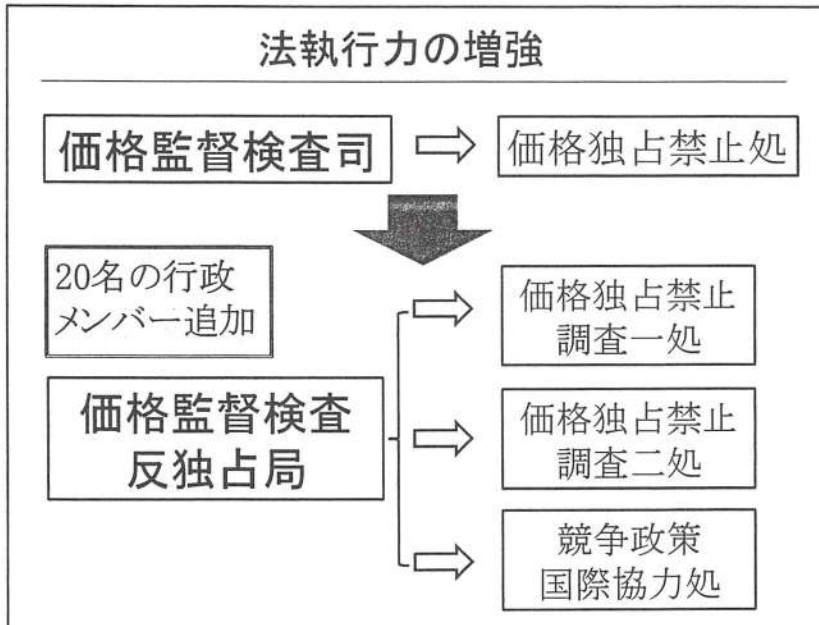 法執行力の増強
価格監督検査司
価格独占禁止処
20名の行政
メンバー追加
価格監督検査
反独占局
価格独占禁止
調査一処
価格独占禁止
調査二処
競争政策
国際協力処